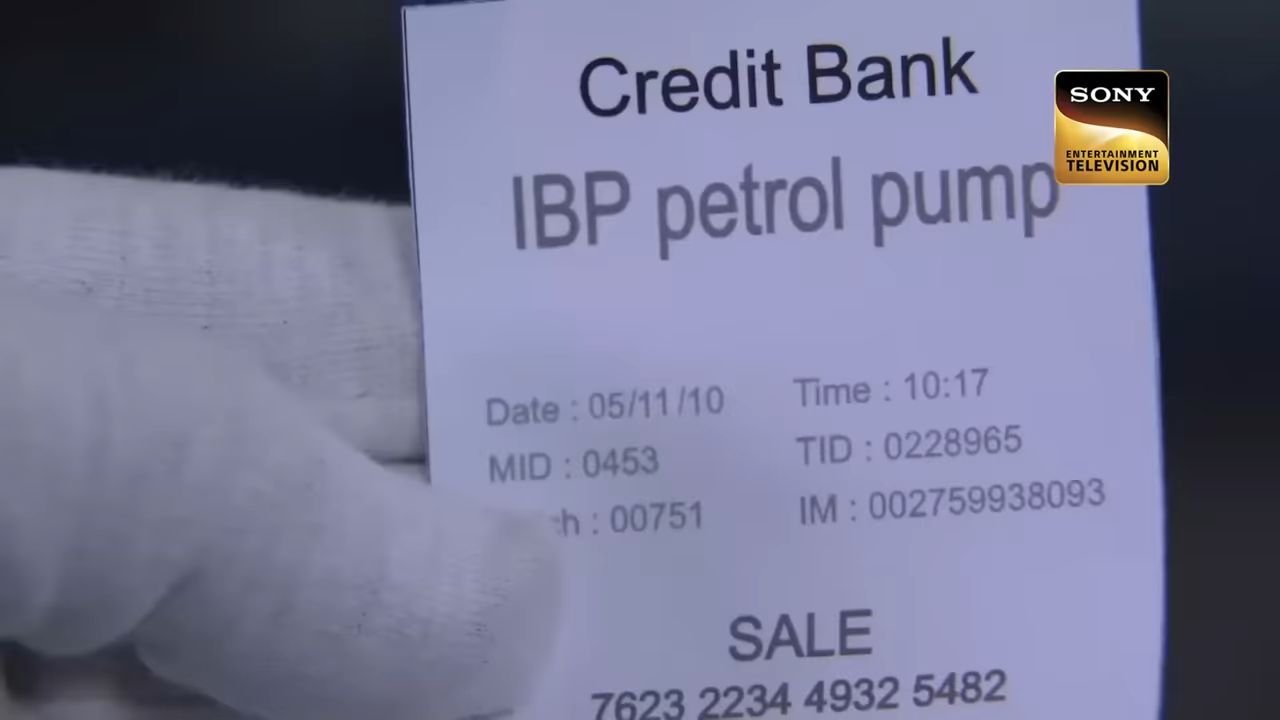 Credit Bank
IBP petrol pump
Date : 05/11/10 Time : 10:17
MID : 0453 TID : 0228965
h : 00751 IM : 002759938093
SALE
7623 2234 4932 5482
SONY
ENTERTAINMENT
TELEVISION